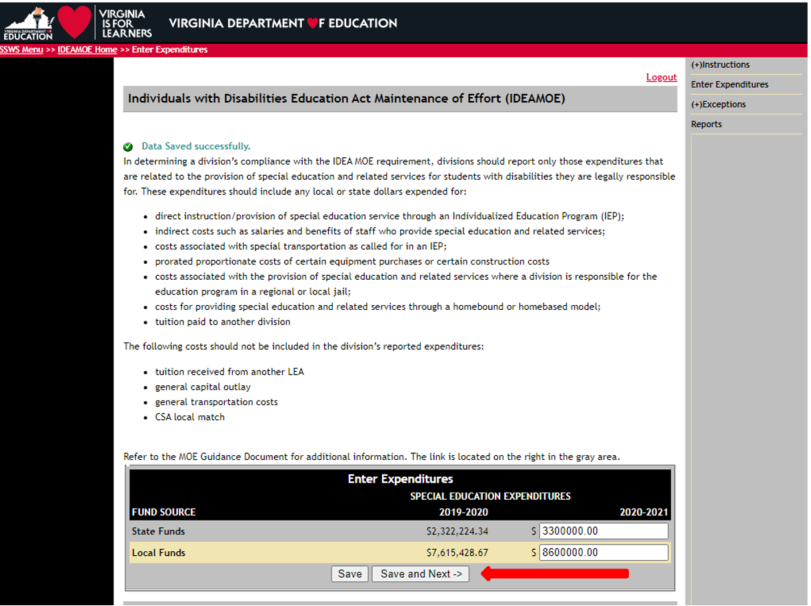 VIRGINIA
IS FOR
LEARNERS
EDUCATION
VIRGINIA DEPARTMENT OF EDUCATION
SSWS Menu >> IDEAMOE Home >> Enter Expenditures
Logout
(+)Instructions
Enter Expenditures
(+)Exceptions
Reports
Individuals with Disabilities Education Act Maintenance of Effort (IDEAMOE)
Data Saved successfully.
In determining a division's compliance with the IDEA MOE requirement, divisions should report only those expenditures that
are related to the provision of special education and related services for students with disabilities they are legally responsible
for. These expenditures should include any local or state dollars expended for:
• direct instruction/provision of special education service through an Individualized Education Program (IEP);
• indirect costs such as salaries and benefits of staff who provide special education and related services;
• costs associated with special transportation as called for in an IEP;
• prorated proportionate costs of certain equipment purchases or certain construction costs
• costs associated with the provision of special education and related services where a division is responsible for the
education program in a regional or local jail;
• costs for providing special education and related services through a homebound or homebased model;
• tuition paid to another division
The following costs should not be included in the division's reported expenditures:
• tuition received from another LEA
• general capital outlay
• general transportation costs
• CSA local match
Refer to the MOE Guidance Document for additional information. The link is located on the right in the gray area.
Enter Expenditures
SPECIAL EDUCATION EXPENDITURES
FUND SOURCE 2019-2020 2020-2021
State Funds $2,322,224.34 $ 3300000.00
Local Funds $7,615,428.67 $ 8600000.00
Save Save and Next ->